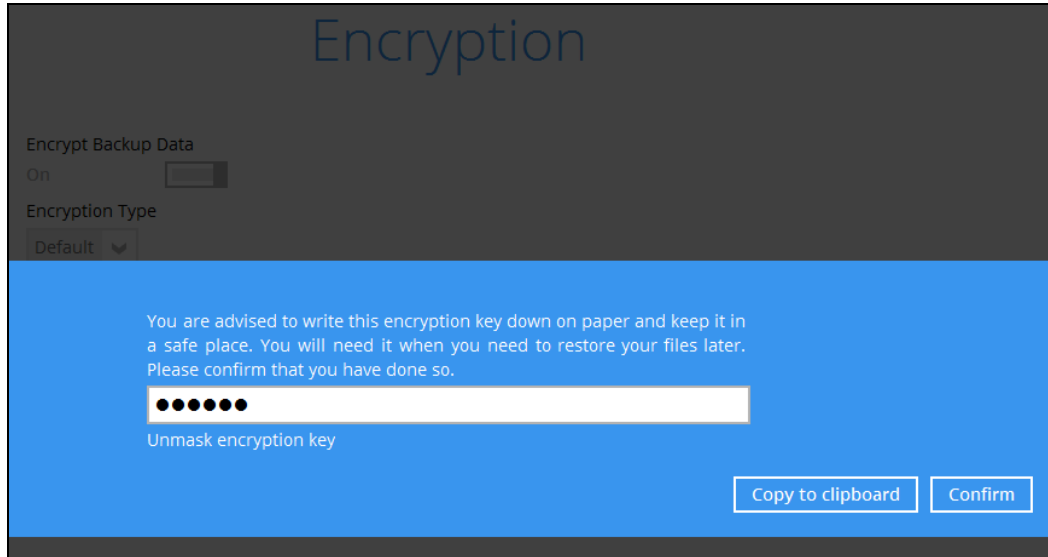 Encryption
Encrypt Backup Data
On
Encryption Type
Default
You are advised to write this encryption key down on paper and keep it in
a safe place. You will need it when you need to restore your files later.
Please confirm that you have done so.
●●●●●●
Unmask encryption key
Copy to clipboard Confirm